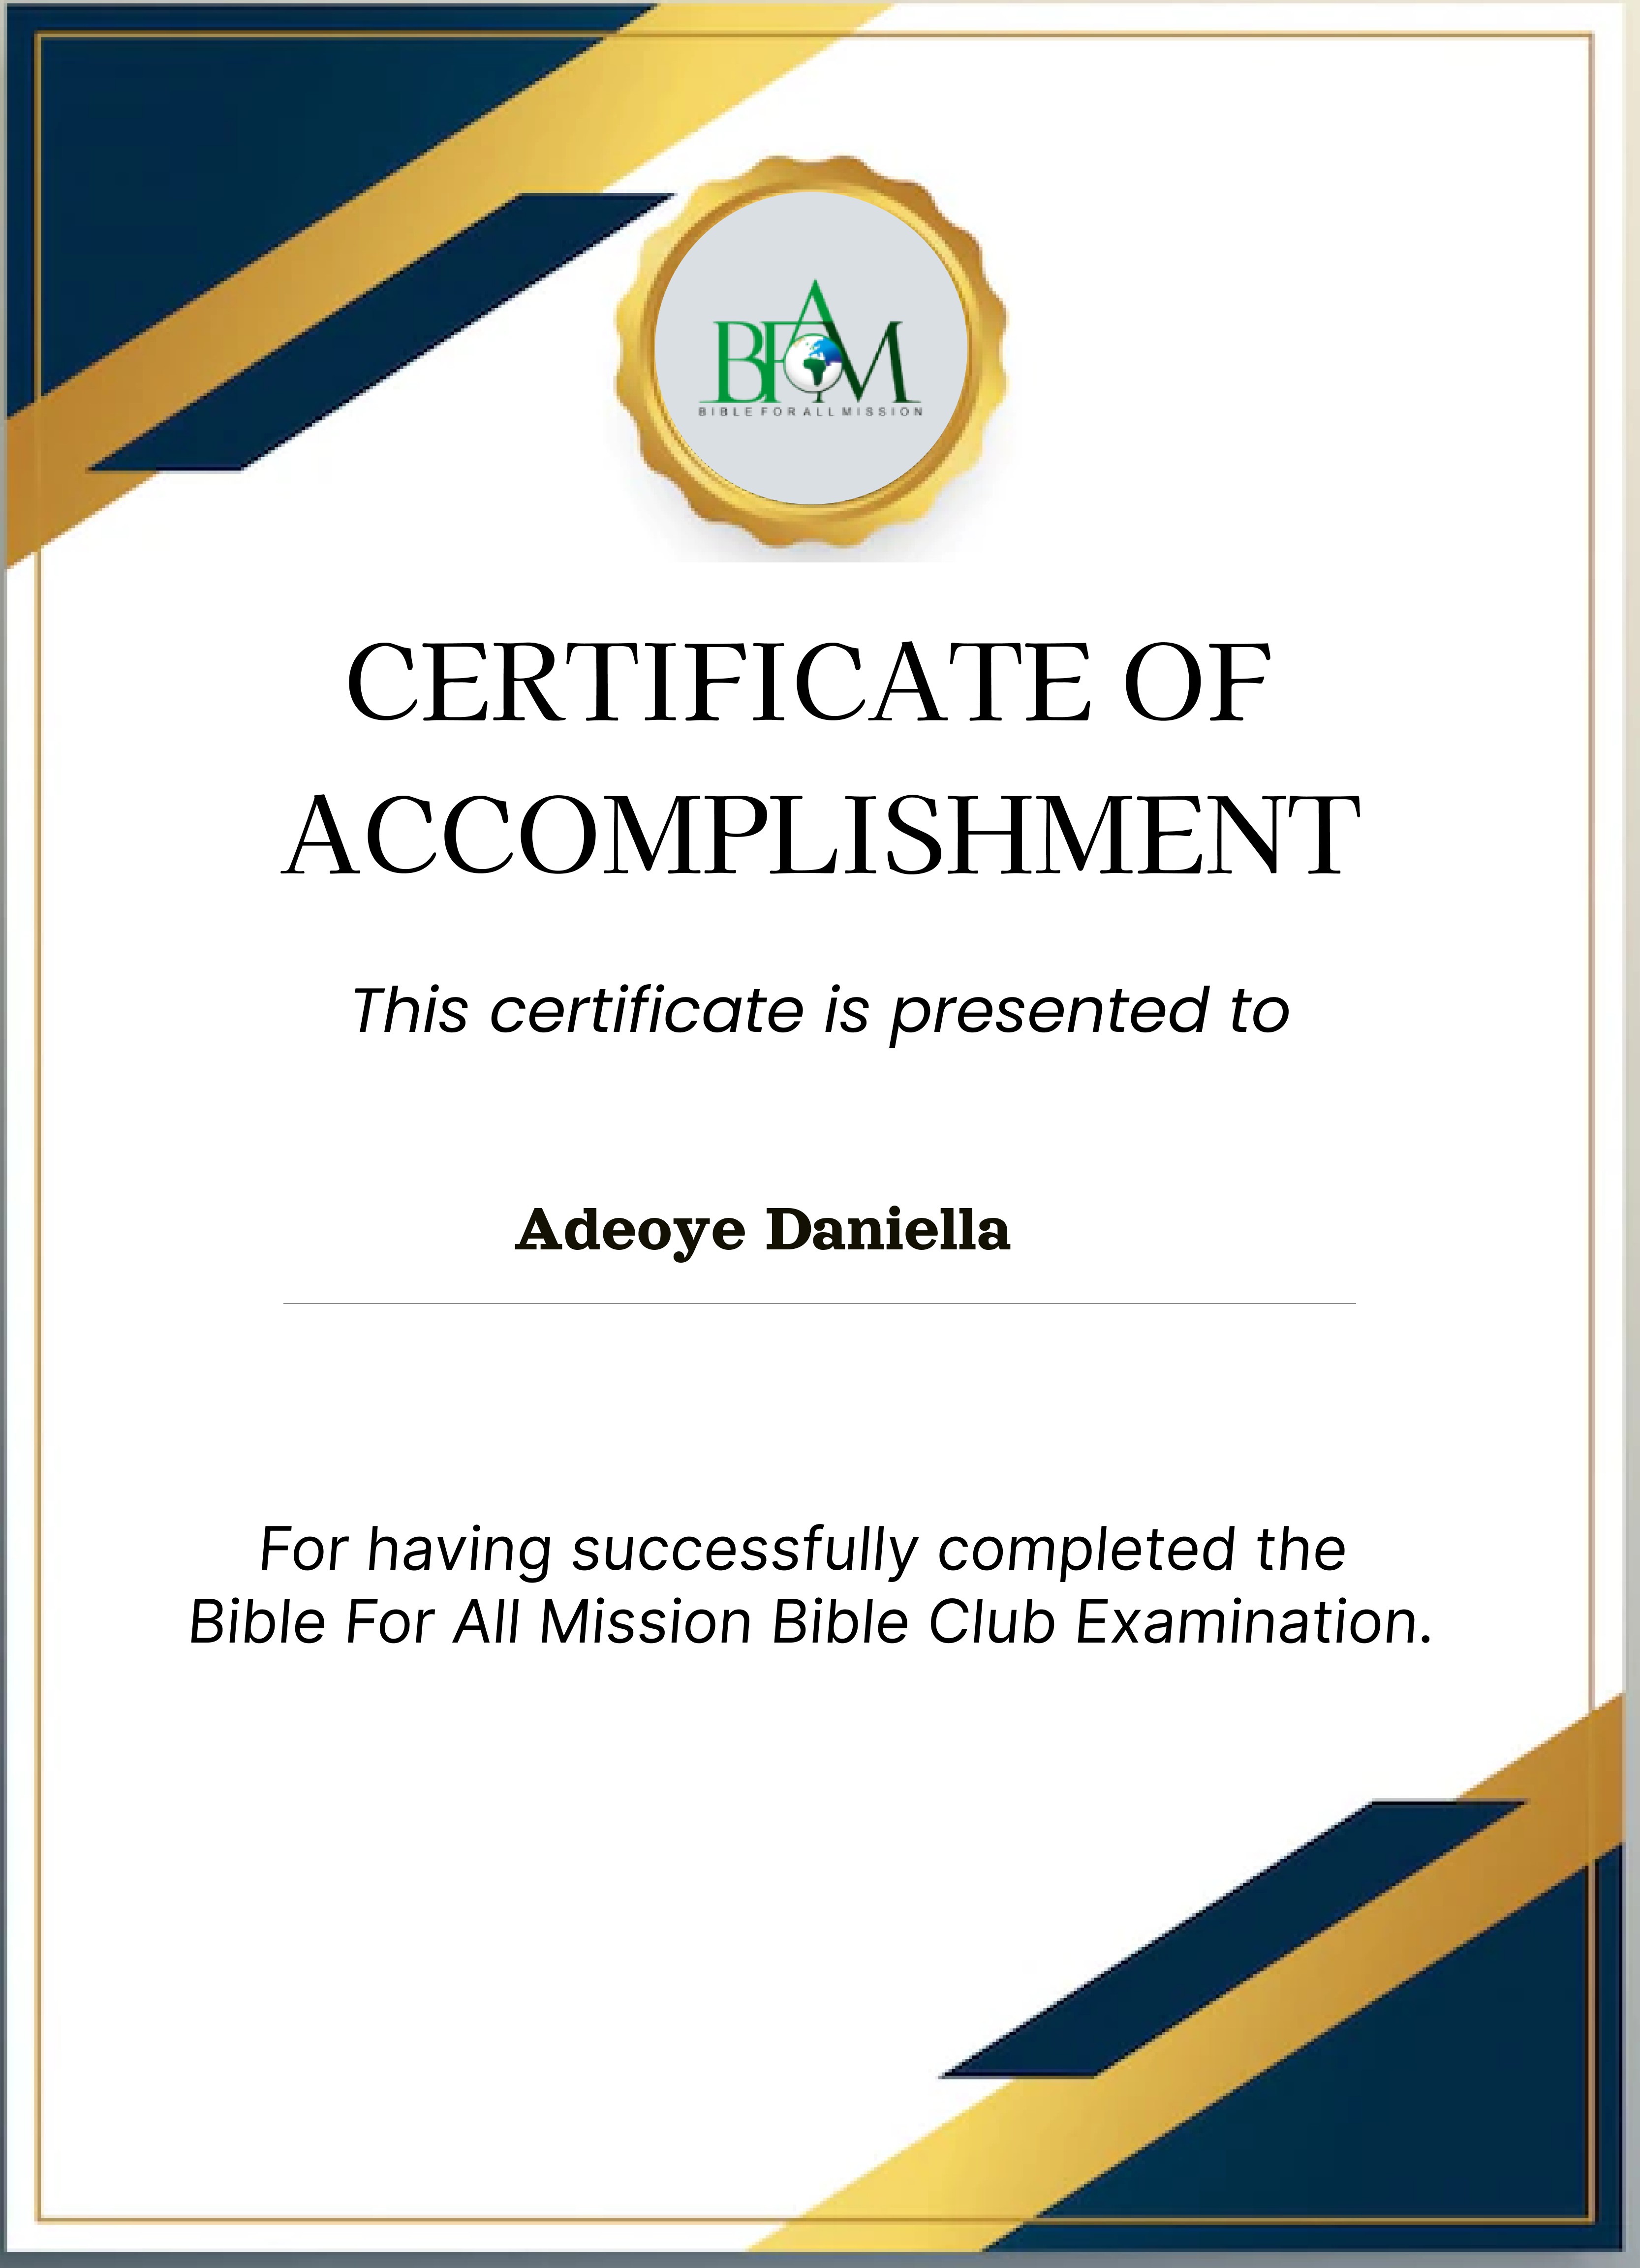 BFAM
BIBLE FOR ALL MISSION
CERTIFICATE OF
ACCOMPLISHMENT
This certificate is presented to
Adeoye Daniella
For having successfully completed the
Bible For All Mission Bible Club Examination.